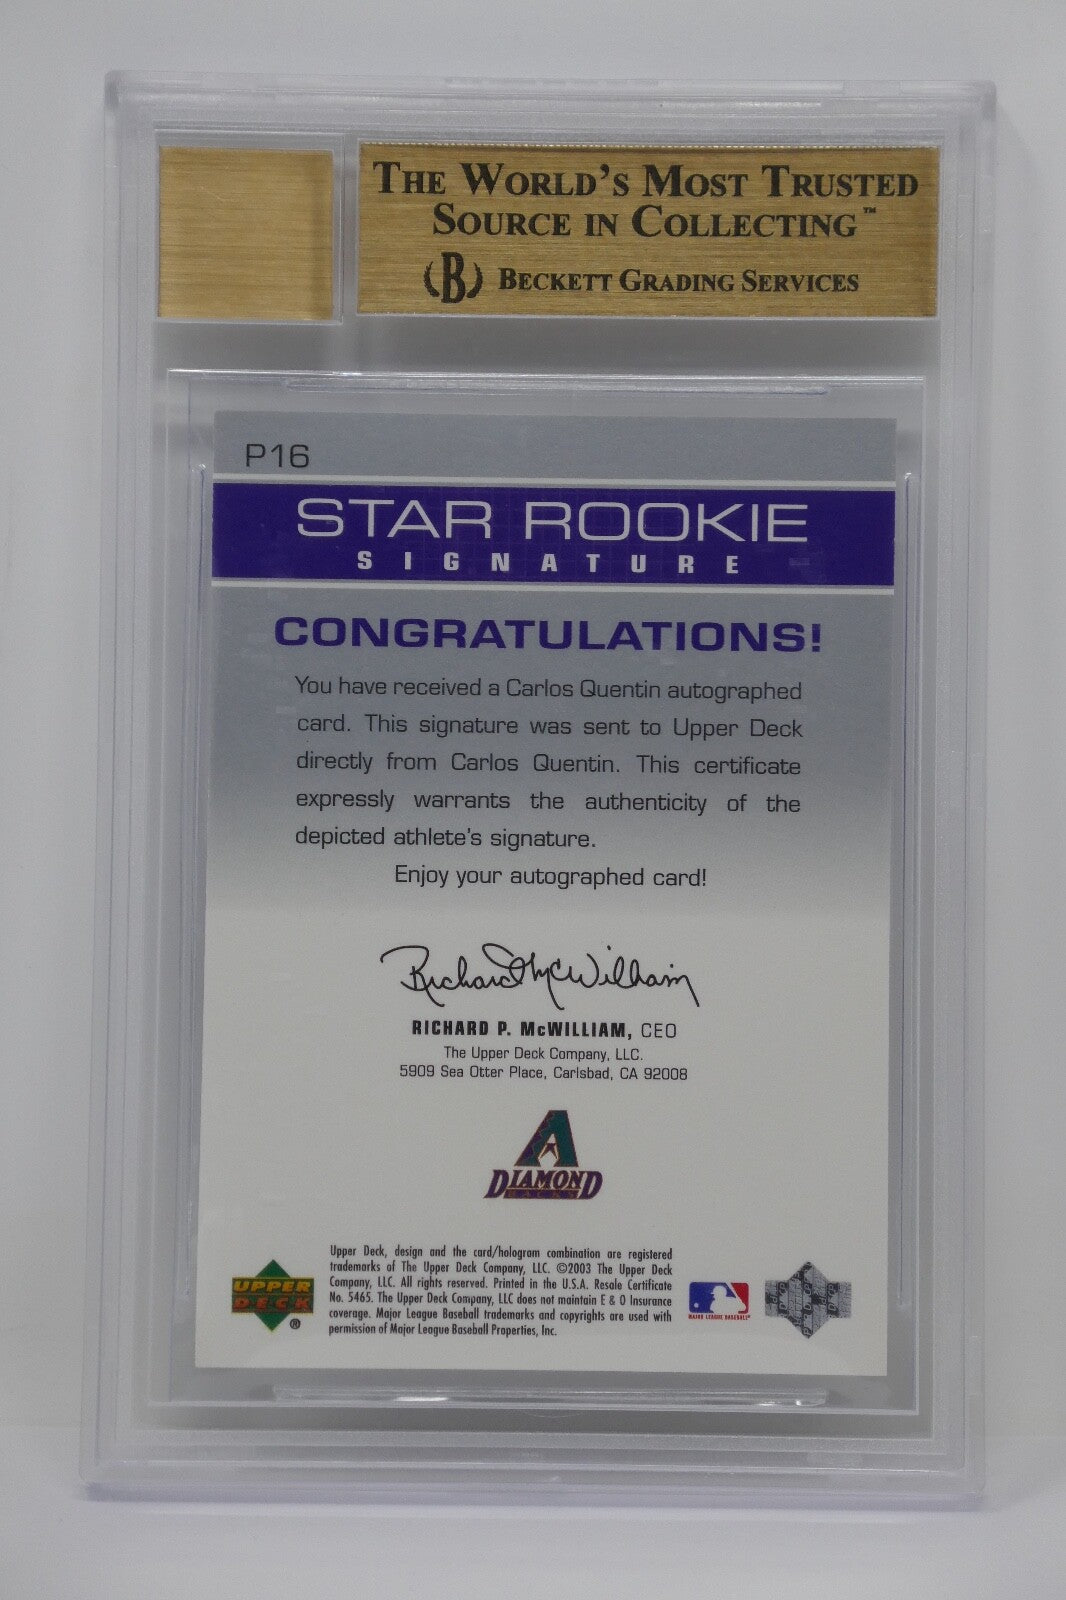 THE WORLD'S MOST TRUSTED
SOURCE IN COLLECTING™
(B) BECKETT GRADING SERVICES
P16
STAR ROOKIE
SIGNATURE
CONGRATULATIONS!
You have received a Carlos Quentin autographed
card. This signature was sent to Upper Deck
directly from Carlos Quentin. This certificate
expressly warrants the authenticity of the
depicted athlete's signature.
Enjoy your autographed card!
Richard McWilliam
RICHARD P. McWILLIAM, CEO
The Upper Deck Company, LLC.
5909 Sea Otter Place, Carlsbad, CA 92008
A
DIAMOND
BACKS
Upper Deck, design and the card/hologram combination are registered
trademarks of The Upper Deck Company, LLC. ©2003 The Upper Deck
Company, LLC. All rights reserved. Printed in the U.S.A. Resale Certificate
No. 5465. The Upper Deck Company, LLC does not maintain E & O Insurance
coverage. Major League Baseball trademarks and copyrights are used with
permission of Major League Baseball Properties, Inc.
UPPER
DECK
®
MAJOR LEAGUE BASEBALL®